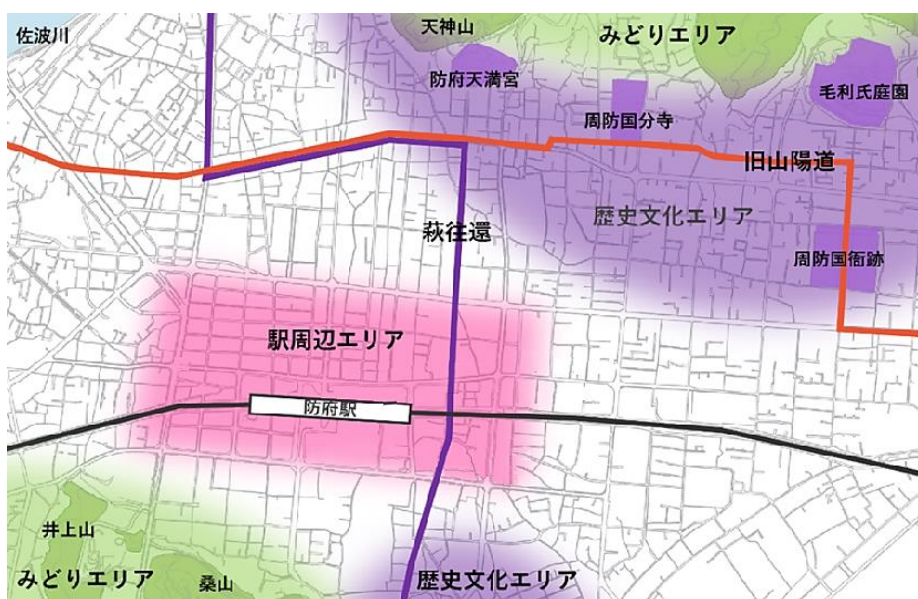 佐波川
天神山
みどりエリア
防府天満宮
毛利氏庭園
周防国分寺
旧山陽道
歴史文化エリア
萩往還
周防国衙跡
駅周辺エリア
防府駅
井上山
みどりエリア
桑山
歴史文化エリア